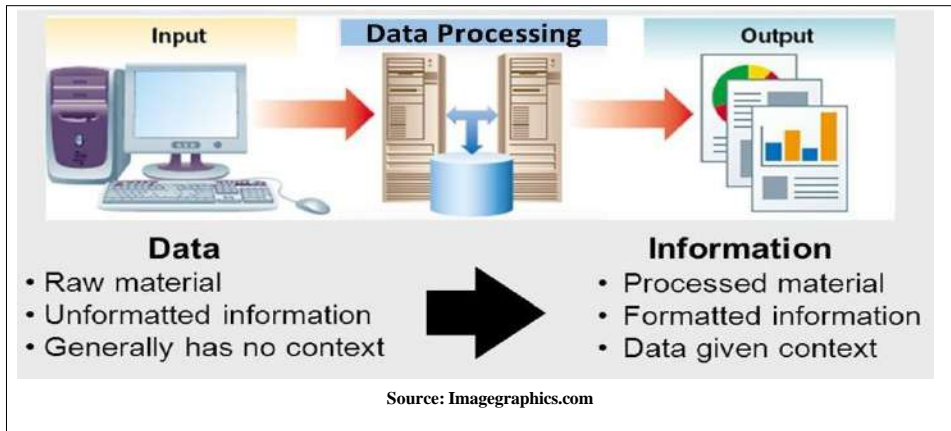 Input
Data Processing
Output
Data
• Raw material
• Unformatted information
• Generally has no context
Information
• Processed material
• Formatted information
• Data given context
Source: Imagegraphics.com